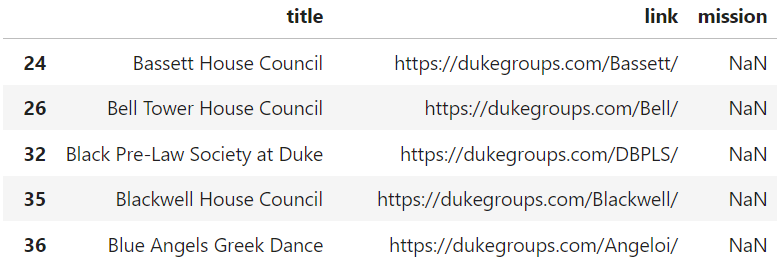 title link mission
24 Bassett House Council https://dukegroups.com/Bassett/ NaN
26 Bell Tower House Council https://dukegroups.com/Bell/ NaN
32 Black Pre-Law Society at Duke https://dukegroups.com/DBPLS/ NaN
35 Blackwell House Council https://dukegroups.com/Blackwell/ NaN
36 Blue Angels Greek Dance https://dukegroups.com/Angeloi/ NaN